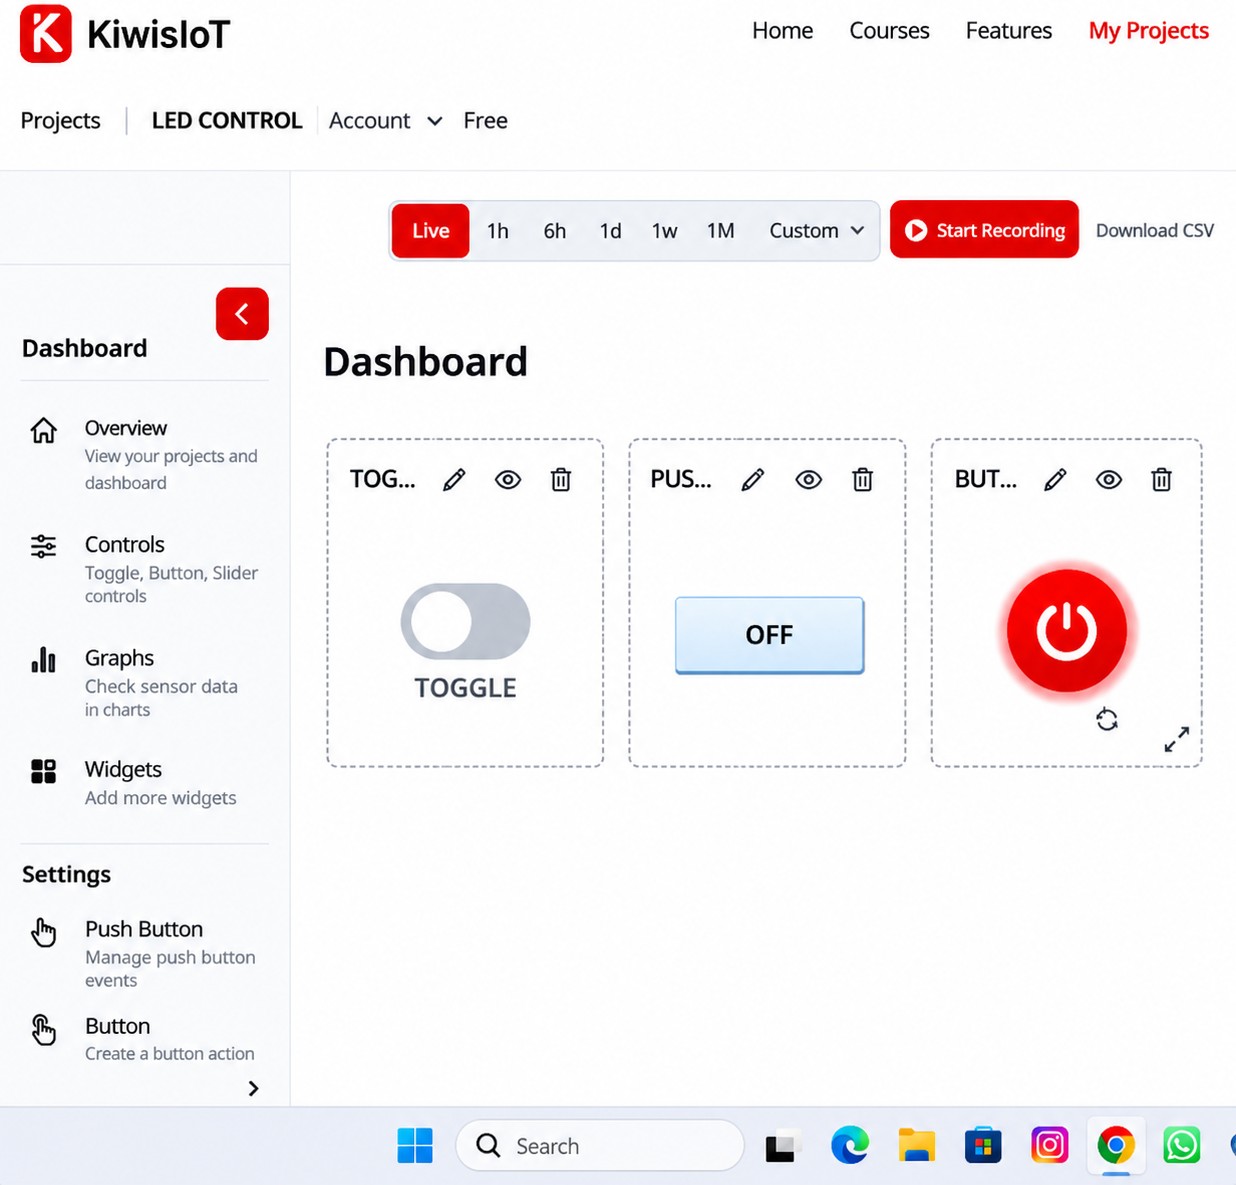 KiwisIoT
Home Courses Features My Projects
Projects LED CONTROL Account Free
Live 1h 6h 1d 1w 1M Custom Start Recording Download CSV
Dashboard
Overview
View your projects and
dashboard
Controls
Toggle, Button, Slider
controls
Graphs
Check sensor data
in charts
Widgets
Add more widgets
Settings
Push Button
Manage push button
events
Button
Create a button action
Dashboard
TOG... PUS... BUT...
TOGGLE
OFF
Search